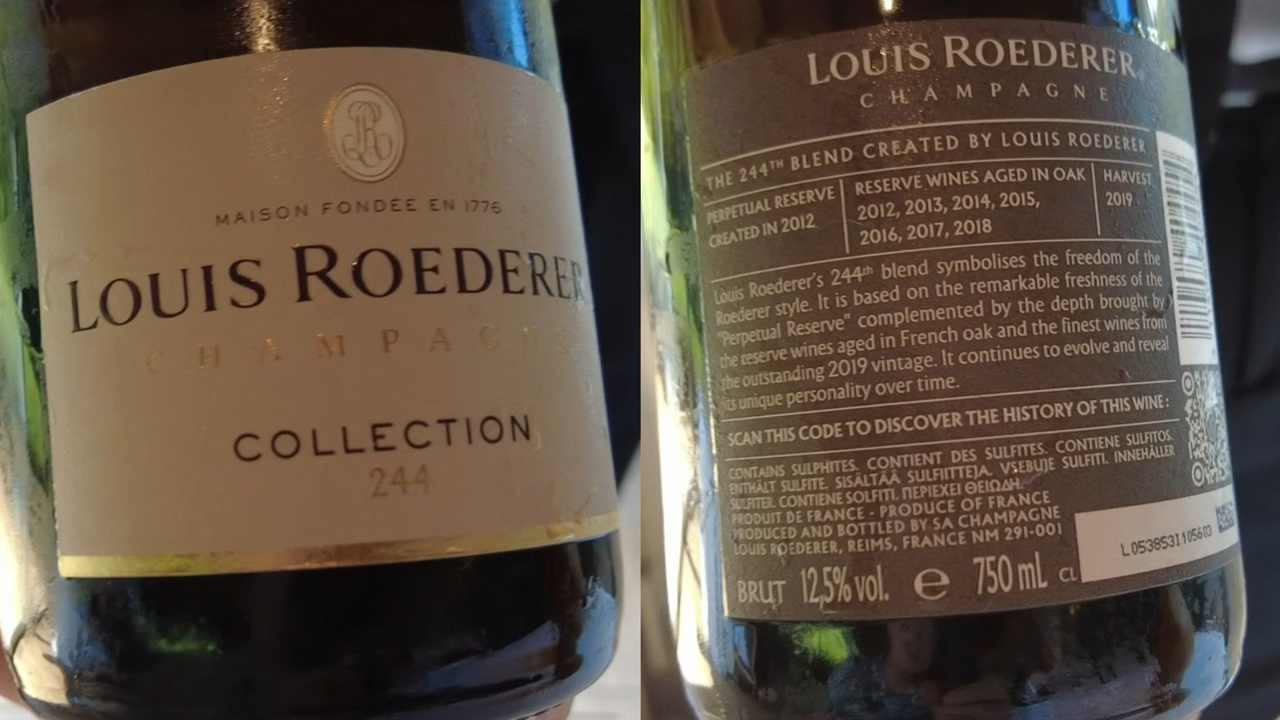 MAISON FONDÉE EN 1776
LOUIS ROEDERER
CHAMPAGNE
COLLECTION
244
LOUIS ROEDERER
CHAMPAGNE
THE 244TH BLEND CREATED BY LOUIS ROEDERER
PERPETUAL RESERVE
CREATED IN 2012
RESERVE WINES AGED IN OAK
2012, 2013, 2014, 2015,
2016, 2017, 2018
HARVEST
2019
Louis Roederer's 244th blend symbolises the freedom of the
Roederer style. It is based on the remarkable freshness of the
"Perpetual Reserve" complemented by the depth brought by
the reserve wines aged in French oak and the finest wines from
the outstanding 2019 vintage. It continues to evolve and reveal
its unique personality over time.
SCAN THIS CODE TO DISCOVER THE HISTORY OF THIS WINE :
CONTAINS SULPHITES. CONTIENT DES SULFITES. CONTIENE SULFITOS.
ENTHÄLT SULFITE. SISÄLTÄÄ SULFIITTEJA. VSEBUJE SULFITI. INNEHÅLLER
SULFITER. CONTIENE SOLFITI. ΠΕΡΙΕΧΕΙ ΘΕΙΩΔΗ.
PRODUIT DE FRANCE - PRODUCE OF FRANCE
PRODUCED AND BOTTLED BY SA CHAMPAGNE
LOUIS ROEDERER, REIMS, FRANCE NM 291-001
BRUT 12,5% vol. e 750 mL CL
L053853I105603